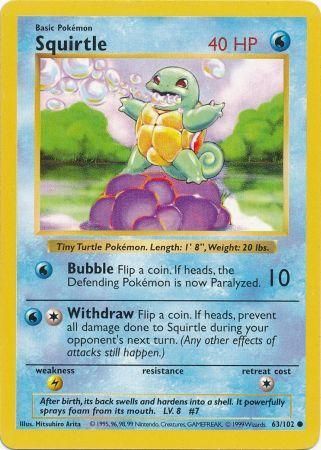 Basic Pokémon
Squirtle 40 HP
Tiny Turtle Pokémon. Length: 1' 8", Weight: 20 lbs.
Bubble Flip a coin. If heads, the
Defending Pokémon is now Paralyzed. 10
Withdraw Flip a coin. If heads, prevent
all damage done to Squirtle during your
opponent's next turn. (Any other effects of
attacks still happen.)
weakness resistance retreat cost
After birth, its back swells and hardens into a shell. It powerfully
sprays foam from its mouth. LV. 8 #7
Illus. Mitsuhiro Arita © 1995, 96, 98, 99 Nintendo, Creatures, GAMEFREAK. © 1999 Wizards. 63/102